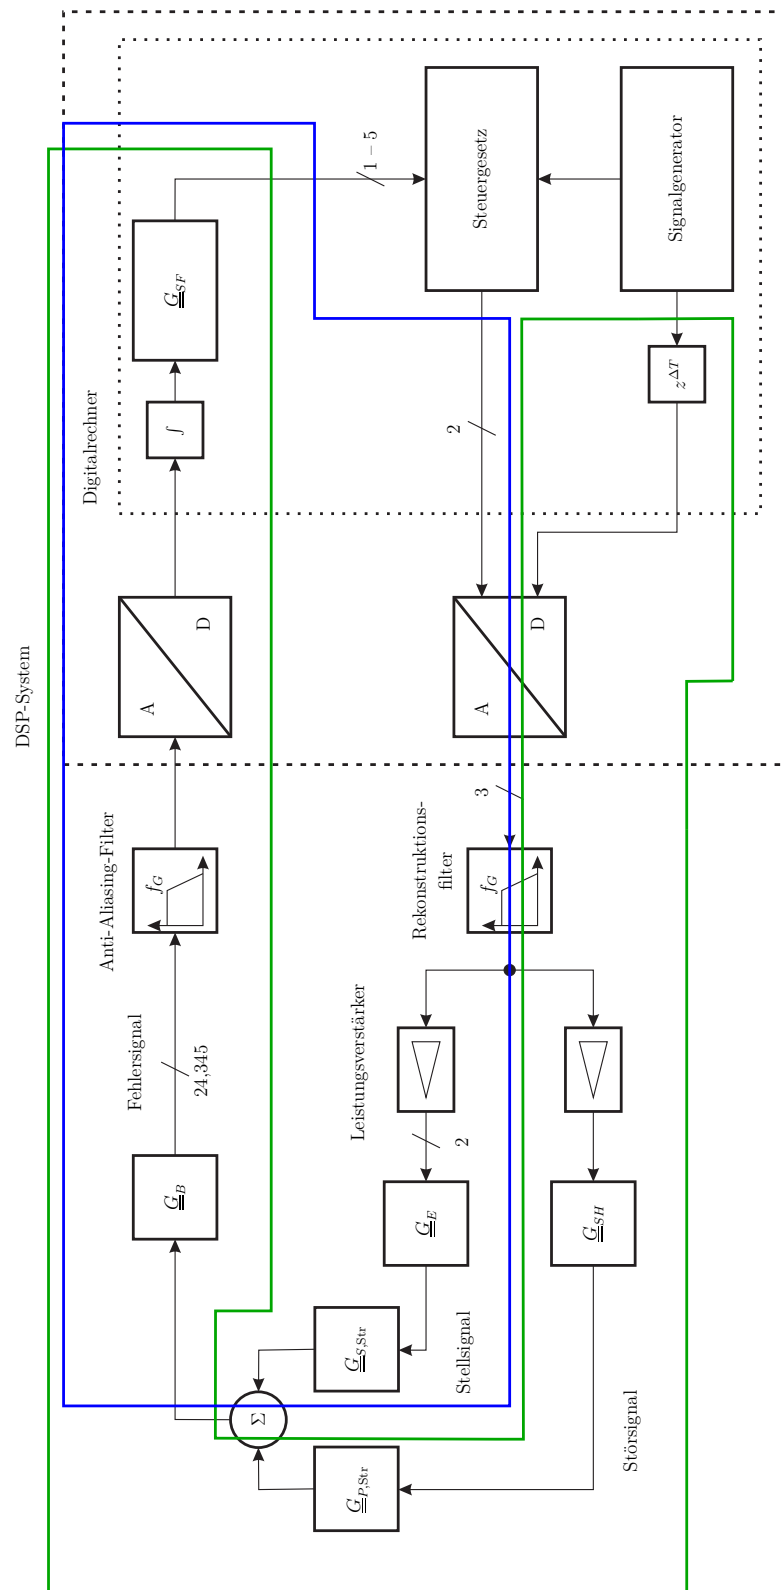 DSP-System
Digitalrechner
Anti-Aliasing-Filter
Fehlersignal
24,345
G_B
f_G
A
D
∫
G_SF
1 – 5
Σ
G_P,Str
G_S,Str
Leistungsverstärker
2
G_E
Stellsignal
Rekonstruktions-
filter
f_G
3
A
D
2
Steuergesetz
Störsignal
G_SH
z^ΔT
Signalgenerator